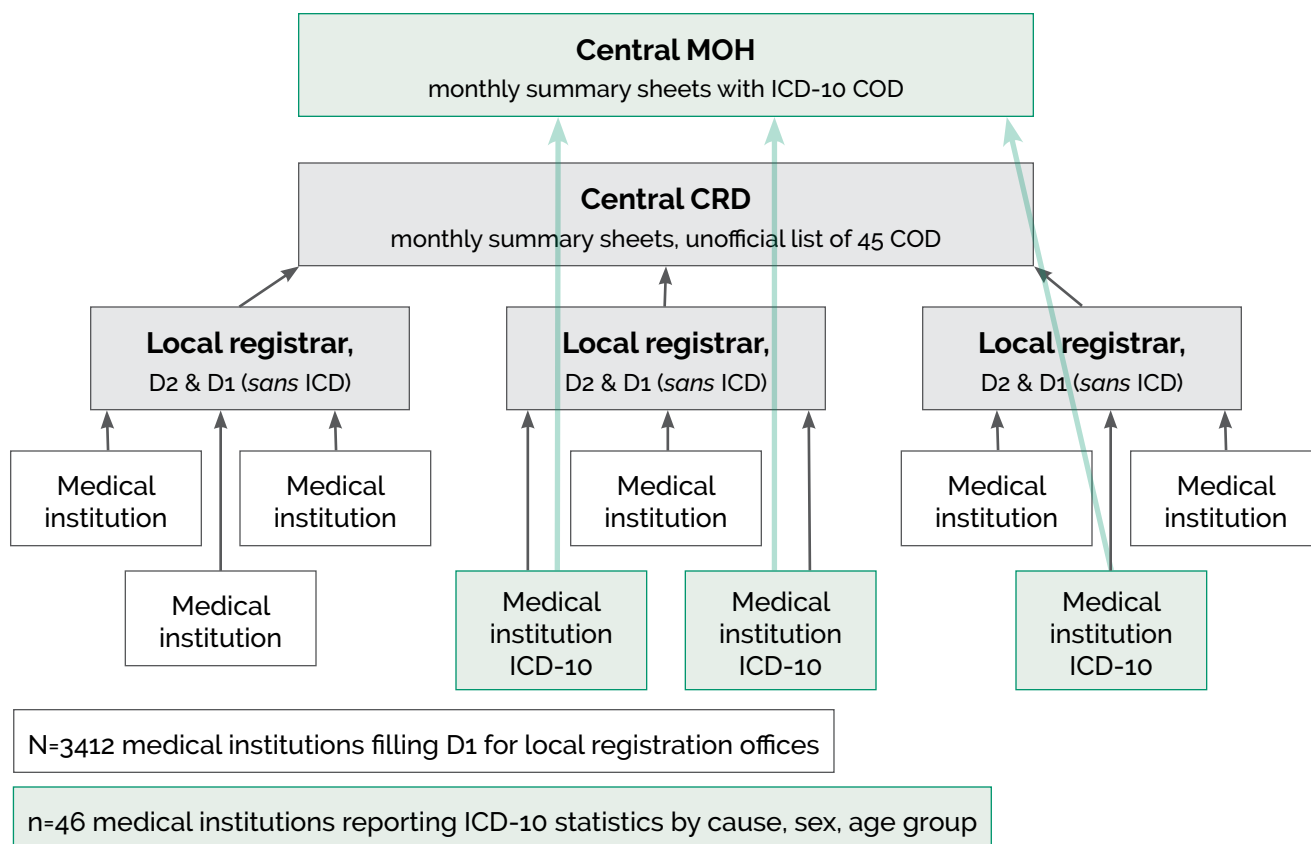 Central MOH
monthly summary sheets with ICD-10 COD
Central CRD
monthly summary sheets, unofficial list of 45 COD
Local registrar,
D2 & D1 (sans ICD)
Local registrar,
D2 & D1 (sans ICD)
Local registrar,
D2 & D1 (sans ICD)
Medical
institution
Medical
institution
Medical
institution
Medical
institution
Medical
institution
Medical
institution
Medical
institution
ICD-10
Medical
institution
ICD-10
Medical
institution
ICD-10
N=3412 medical institutions filling D1 for local registration offices
n=46 medical institutions reporting ICD-10 statistics by cause, sex, age group